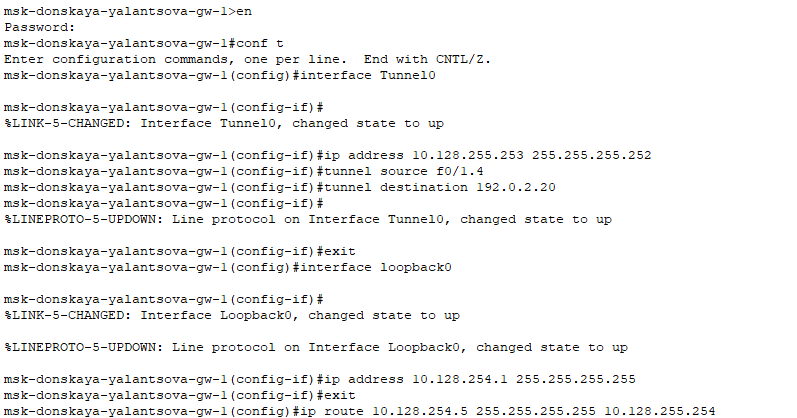 msk-donskaya-yalantsova-gw-1>en
Password:
msk-donskaya-yalantsova-gw-1#conf t
Enter configuration commands, one per line.  End with CNTL/Z.
msk-donskaya-yalantsova-gw-1(config)#interface Tunnel0
msk-donskaya-yalantsova-gw-1(config-if)#
%LINK-5-CHANGED: Interface Tunnel0, changed state to up
msk-donskaya-yalantsova-gw-1(config-if)#ip address 10.128.255.253 255.255.255.252
msk-donskaya-yalantsova-gw-1(config-if)#tunnel source f0/1.4
msk-donskaya-yalantsova-gw-1(config-if)#tunnel destination 192.0.2.20
msk-donskaya-yalantsova-gw-1(config-if)#
%LINEPROTO-5-UPDOWN: Line protocol on Interface Tunnel0, changed state to up
msk-donskaya-yalantsova-gw-1(config-if)#exit
msk-donskaya-yalantsova-gw-1(config)#interface loopback0
msk-donskaya-yalantsova-gw-1(config-if)#
%LINK-5-CHANGED: Interface Loopback0, changed state to up
%LINEPROTO-5-UPDOWN: Line protocol on Interface Loopback0, changed state to up
msk-donskaya-yalantsova-gw-1(config-if)#ip address 10.128.254.1 255.255.255.255
msk-donskaya-yalantsova-gw-1(config-if)#exit
msk-donskaya-yalantsova-gw-1(config)#ip route 10.128.254.5 255.255.255.255 10.128.255.254